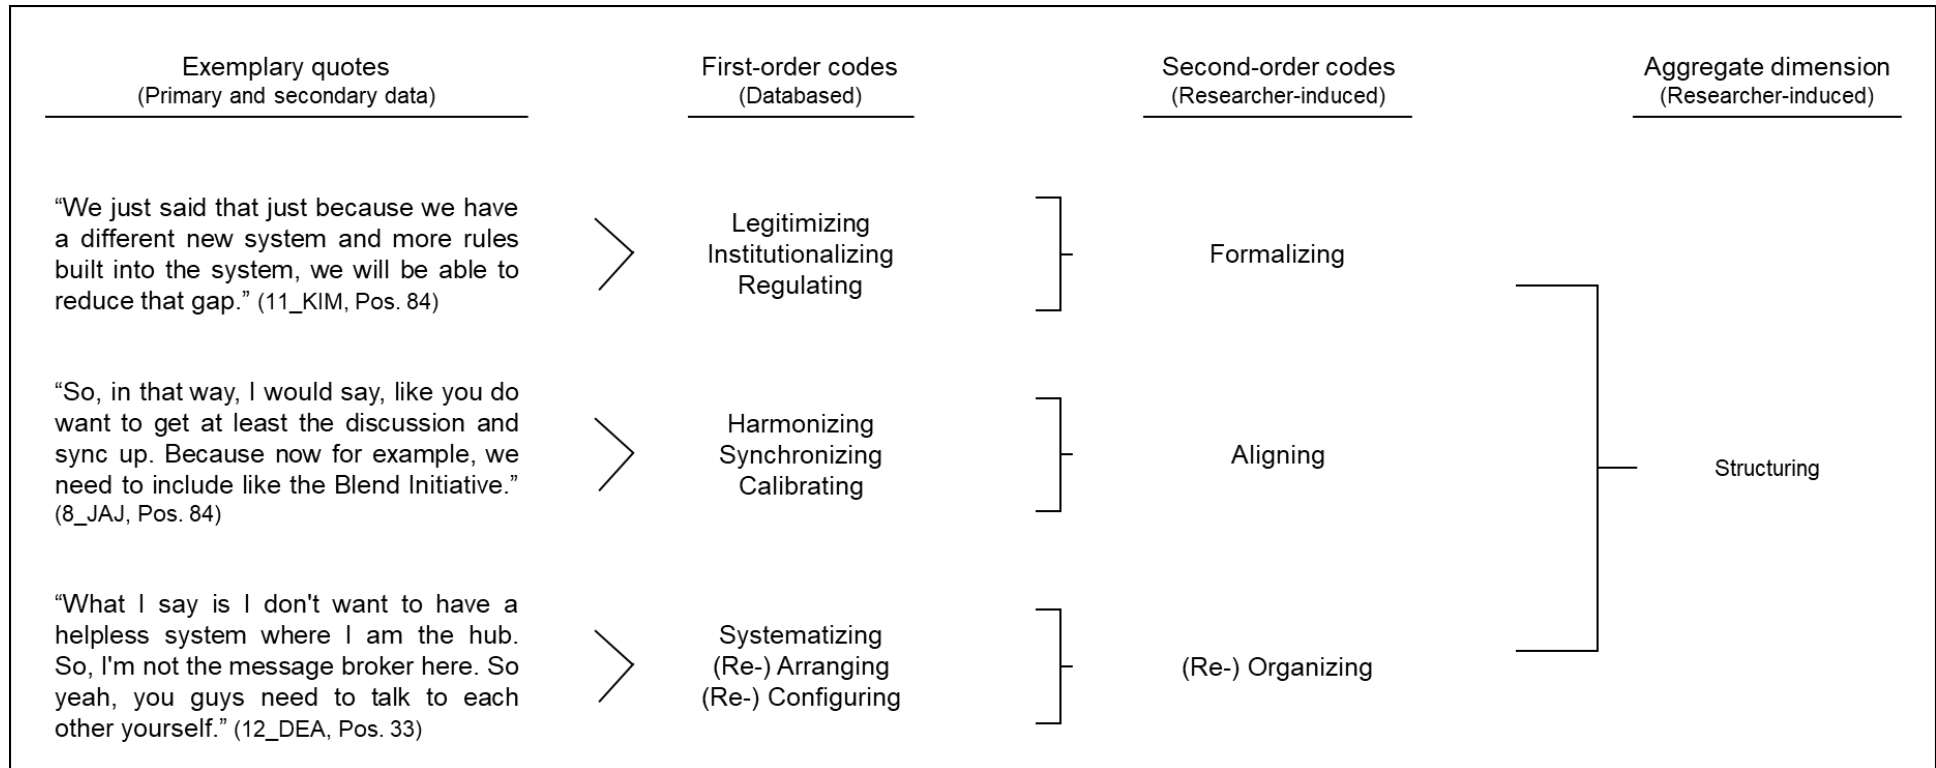 Exemplary quotes
(Primary and secondary data)
First-order codes
(Databased)
Second-order codes
(Researcher-induced)
Aggregate dimension
(Researcher-induced)
“We just said that just because we have
a different new system and more rules
built into the system, we will be able to
reduce that gap.” (11_KIM, Pos. 84)
Legitimizing
Institutionalizing
Regulating
Formalizing
“So, in that way, I would say, like you do
want to get at least the discussion and
sync up. Because now for example, we
need to include like the Blend Initiative.”
(8_JAJ, Pos. 84)
Harmonizing
Synchronizing
Calibrating
Aligning
Structuring
“What I say is I don't want to have a
helpless system where I am the hub.
So, I'm not the message broker here. So
yeah, you guys need to talk to each
other yourself.” (12_DEA, Pos. 33)
Systematizing
(Re-) Arranging
(Re-) Configuring
(Re-) Organizing